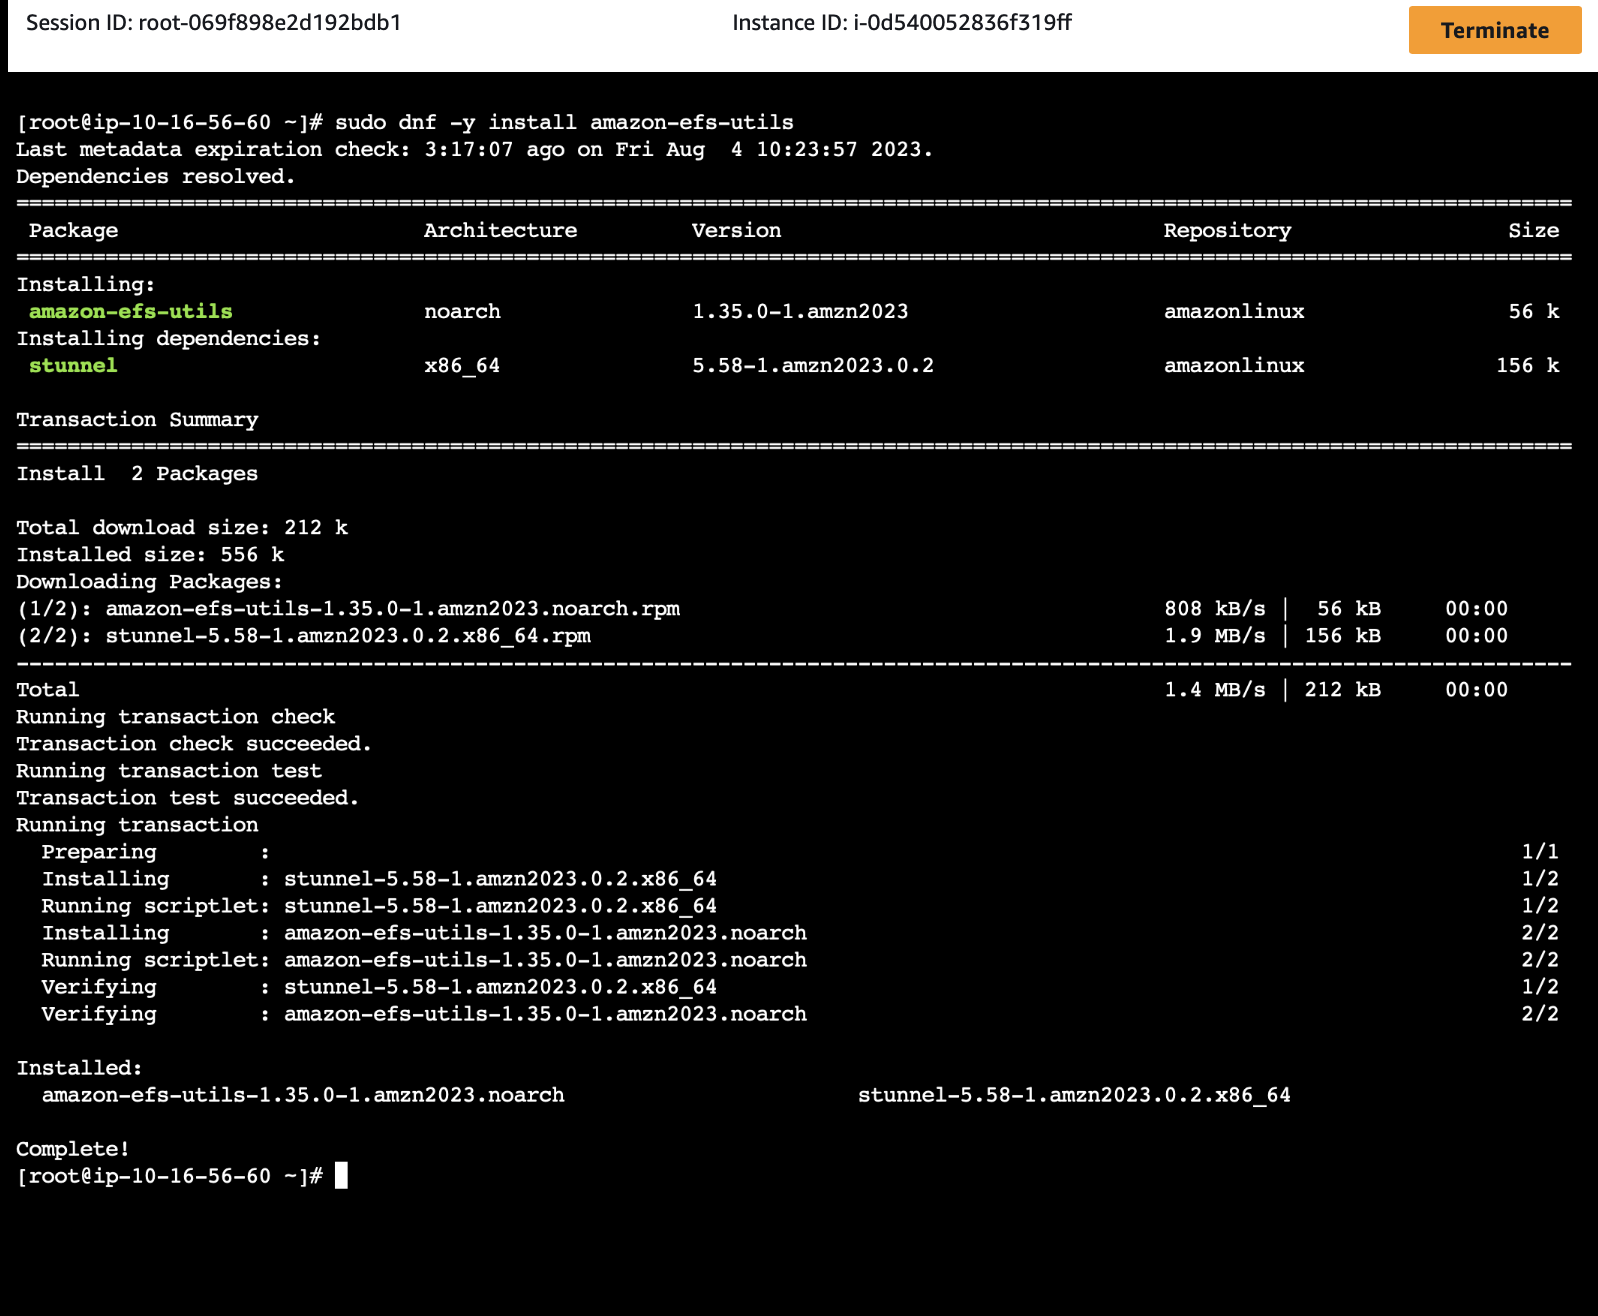 Session ID: root-069f898e2d192bdb1 Instance ID: i-0d540052836f319ff Terminate
[root@ip-10-16-56-60 ~]# sudo dnf -y install amazon-efs-utils
Last metadata expiration check: 3:17:07 ago on Fri Aug  4 10:23:57 2023.
Dependencies resolved.
Package Architecture Version Repository Size
Installing:
amazon-efs-utils noarch 1.35.0-1.amzn2023 amazonlinux 56 k
Installing dependencies:
stunnel x86_64 5.58-1.amzn2023.0.2 amazonlinux 156 k
Transaction Summary
Install  2 Packages
Total download size: 212 k
Installed size: 556 k
Downloading Packages:
(1/2): amazon-efs-utils-1.35.0-1.amzn2023.noarch.rpm 808 kB/s | 56 kB 00:00
(2/2): stunnel-5.58-1.amzn2023.0.2.x86_64.rpm 1.9 MB/s | 156 kB 00:00
Total 1.4 MB/s | 212 kB 00:00
Running transaction check
Transaction check succeeded.
Running transaction test
Transaction test succeeded.
Running transaction
Preparing : 1/1
Installing : stunnel-5.58-1.amzn2023.0.2.x86_64 1/2
Running scriptlet: stunnel-5.58-1.amzn2023.0.2.x86_64 1/2
Installing : amazon-efs-utils-1.35.0-1.amzn2023.noarch 2/2
Running scriptlet: amazon-efs-utils-1.35.0-1.amzn2023.noarch 2/2
Verifying : stunnel-5.58-1.amzn2023.0.2.x86_64 1/2
Verifying : amazon-efs-utils-1.35.0-1.amzn2023.noarch 2/2
Installed:
amazon-efs-utils-1.35.0-1.amzn2023.noarch stunnel-5.58-1.amzn2023.0.2.x86_64
Complete!
[root@ip-10-16-56-60 ~]#